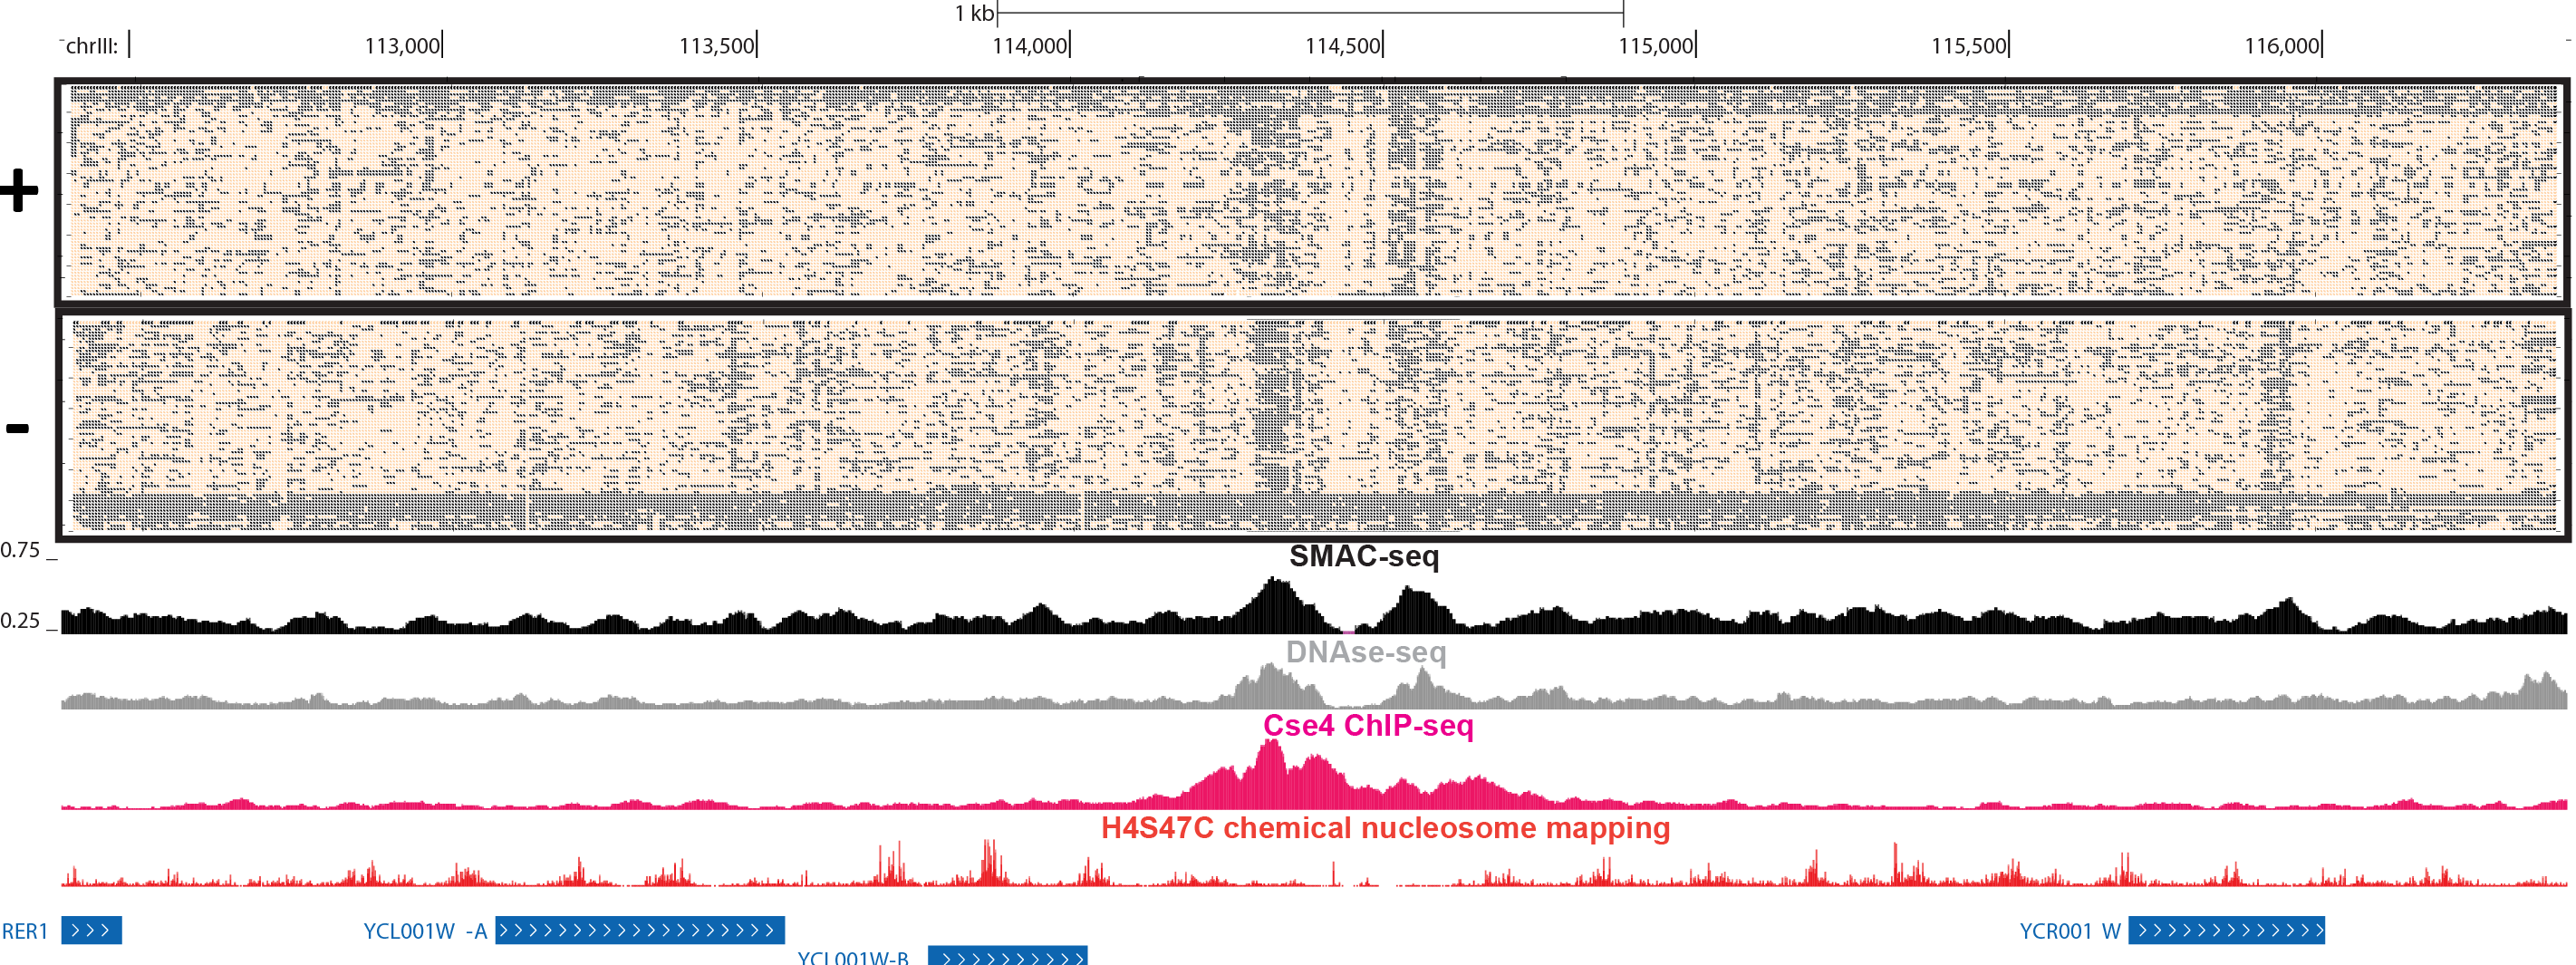 1 kb
chrIII: 113,000 113,500 114,000 114,500 115,000 115,500 116,000
+
-
0.75
SMAC-seq
0.25
DNAse-seq
Cse4 ChIP-seq
H4S47C chemical nucleosome mapping
RER1 YCL001W -A YCR001 W
YCL001W-B